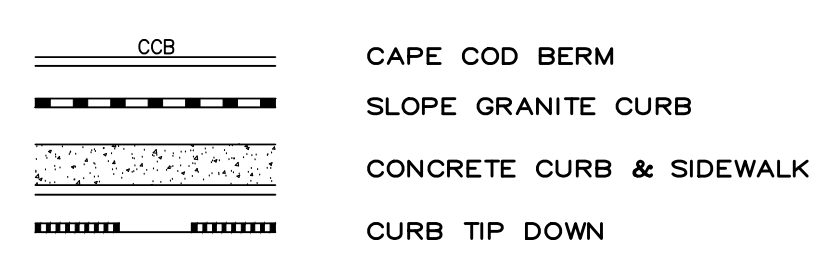 CCB CAPE COD BERM
SLOPE GRANITE CURB
CONCRETE CURB & SIDEWALK
CURB TIP DOWN